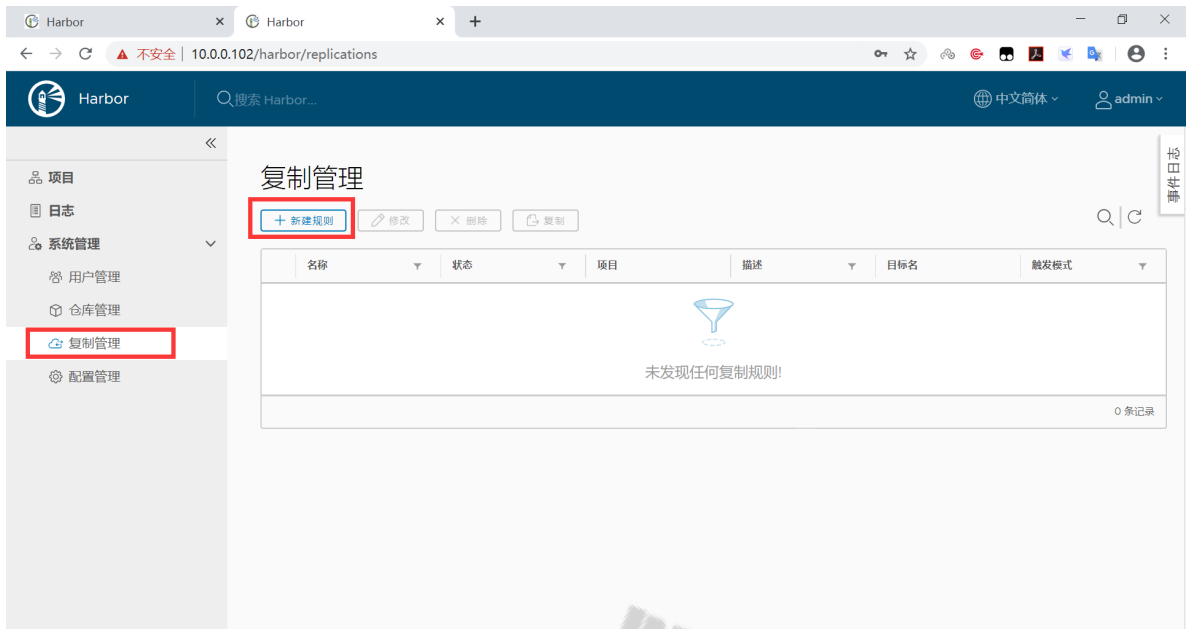 Harbor
Harbor
不安全 | 10.0.0.102/harbor/replications
Harbor
搜索 Harbor...
中文简体
admin
事件日志
项目
日志
系统管理
用户管理
仓库管理
复制管理
配置管理
复制管理
新建规则 修改 删除 复制
名称 状态 项目 描述 目标名 触发模式
未发现任何复制规则!
0 条记录